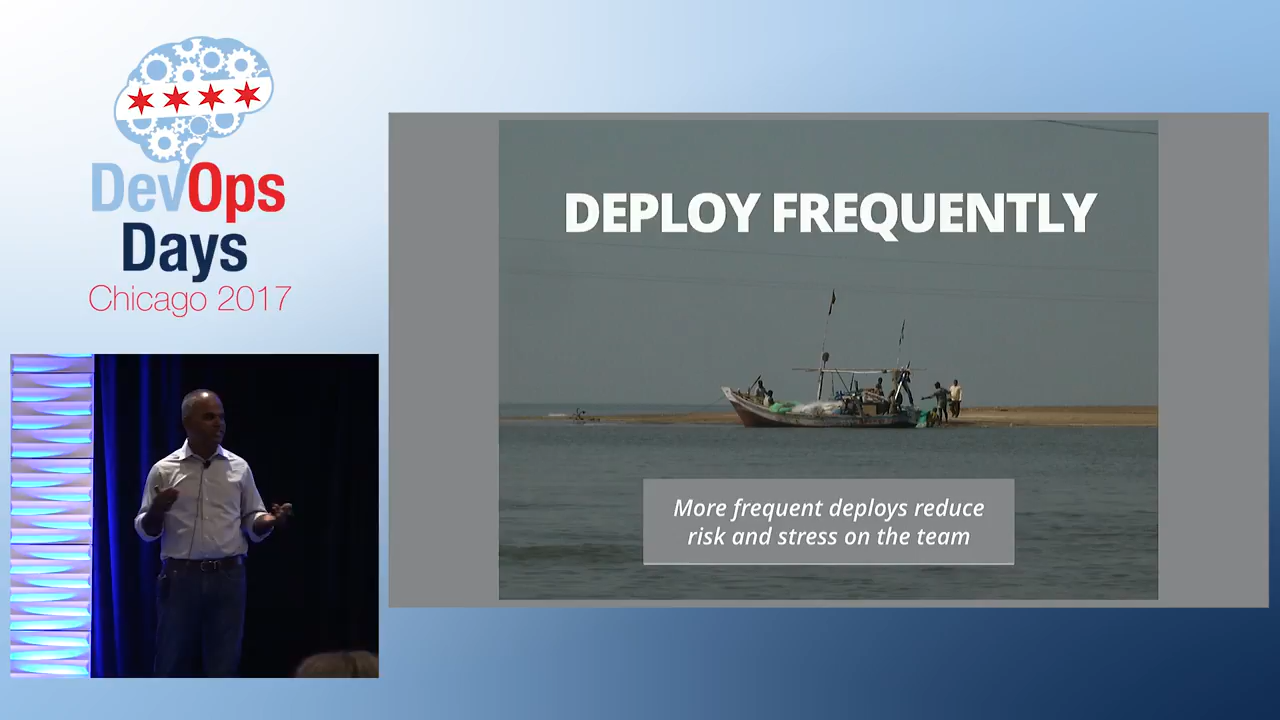 DevOps
Days
Chicago 2017
DEPLOY FREQUENTLY
More frequent deploys reduce
risk and stress on the team